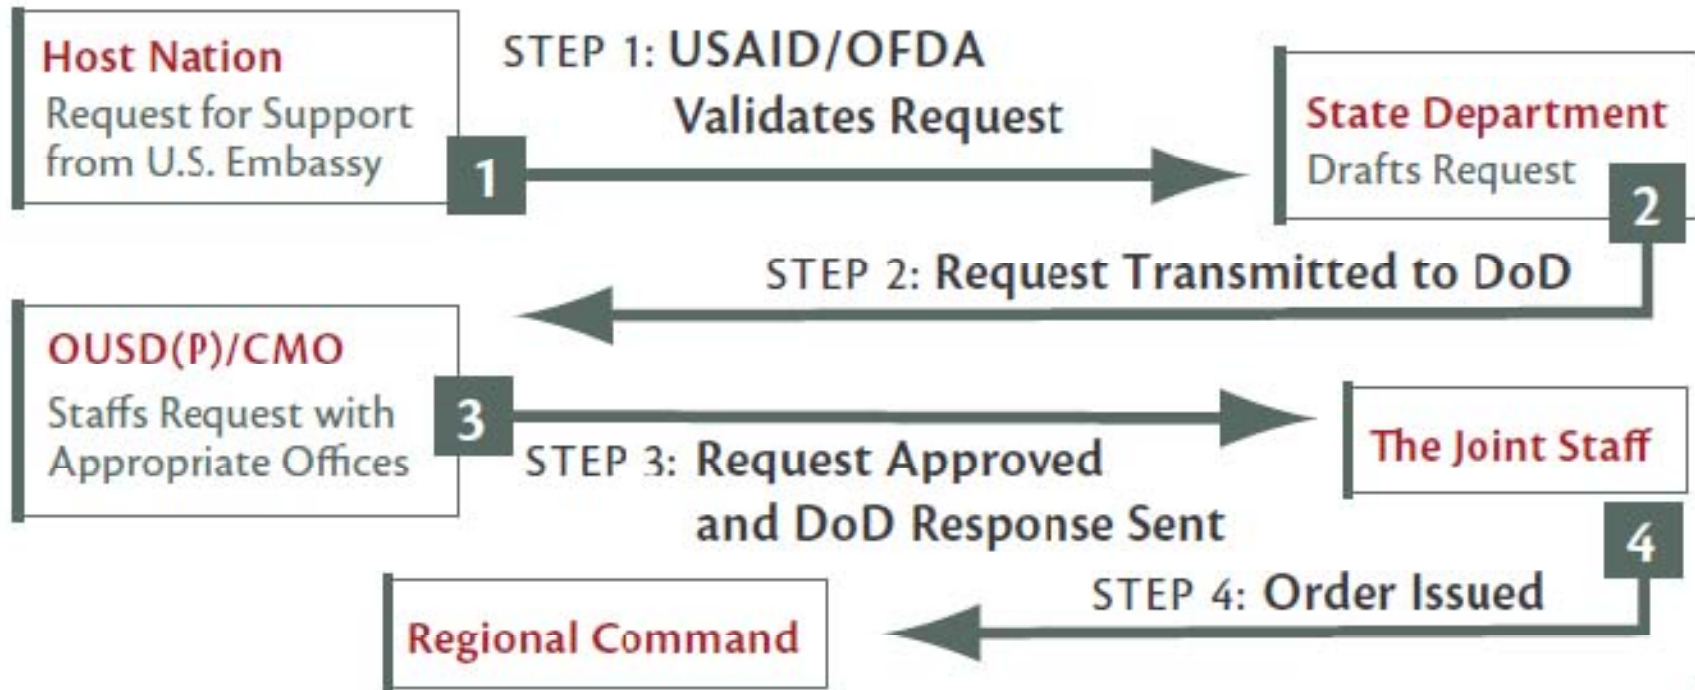 Host Nation
Request for Support
from U.S. Embassy
1
STEP 1: USAID/OFDA
Validates Request
State Department
Drafts Request
2
STEP 2: Request Transmitted to DoD
OUSD(P)/CMO
Staffs Request with
Appropriate Offices
3
STEP 3: Request Approved
and DoD Response Sent
The Joint Staff
4
STEP 4: Order Issued
Regional Command